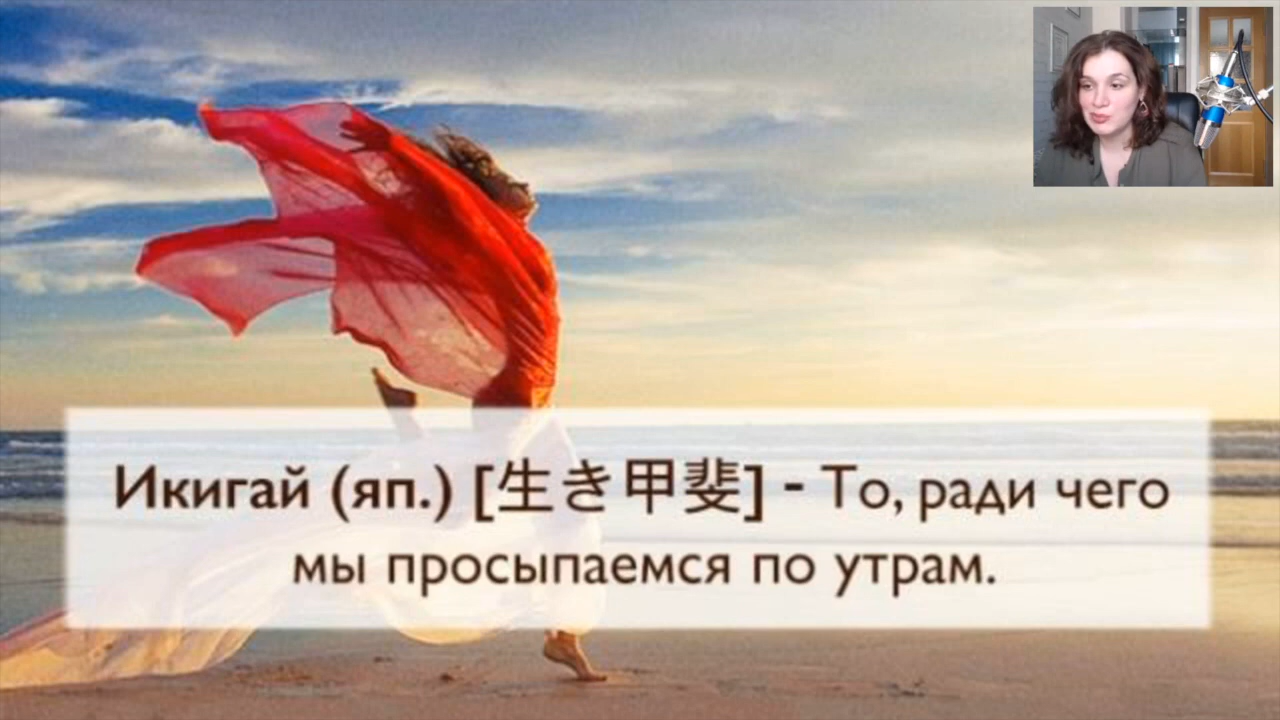 Икигай (яп.) [生き甲斐] - То, ради чего
мы просыпаемся по утрам.